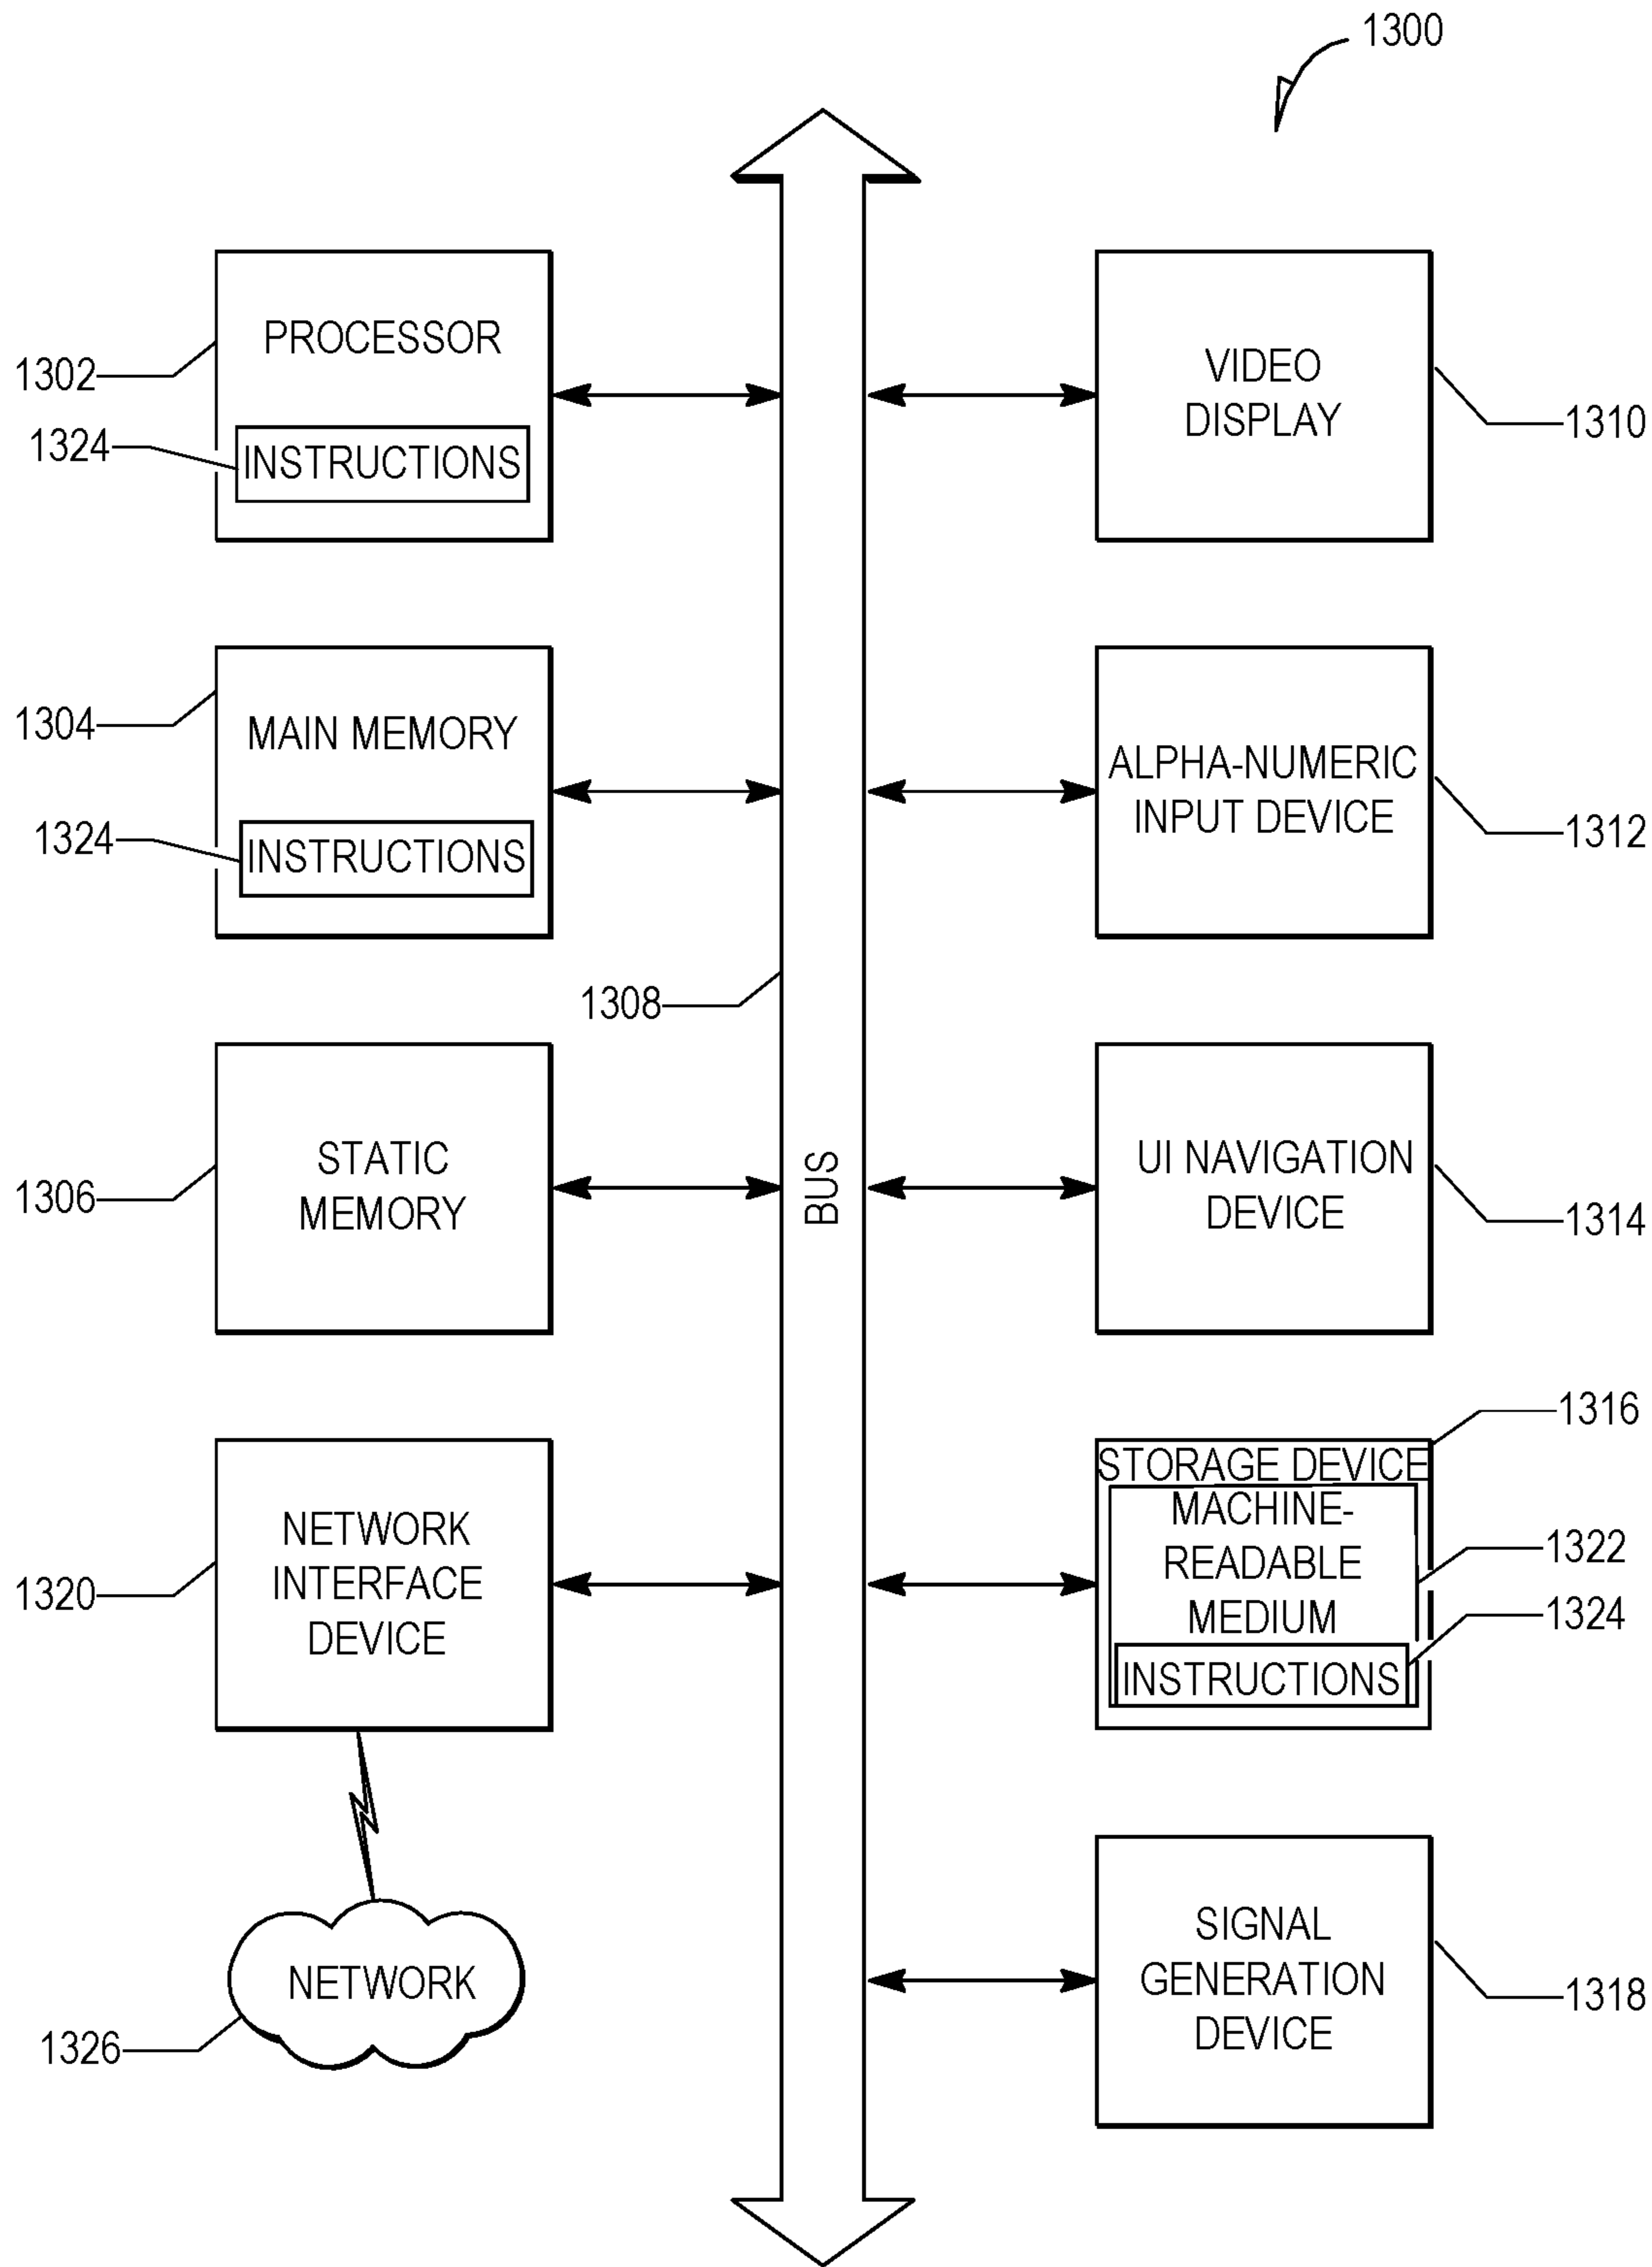 1300
PROCESSOR
1302
1324
INSTRUCTIONS
VIDEO
DISPLAY
1310
1304
MAIN MEMORY
1324
INSTRUCTIONS
ALPHA-NUMERIC
INPUT DEVICE
1312
1308
STATIC
MEMORY
1306
BUS
UI NAVIGATION
DEVICE
1314
NETWORK
INTERFACE
DEVICE
1320
1316
STORAGE DEVICE
MACHINE-
READABLE
MEDIUM
1322
1324
INSTRUCTIONS
NETWORK
1326
SIGNAL
GENERATION
DEVICE
1318